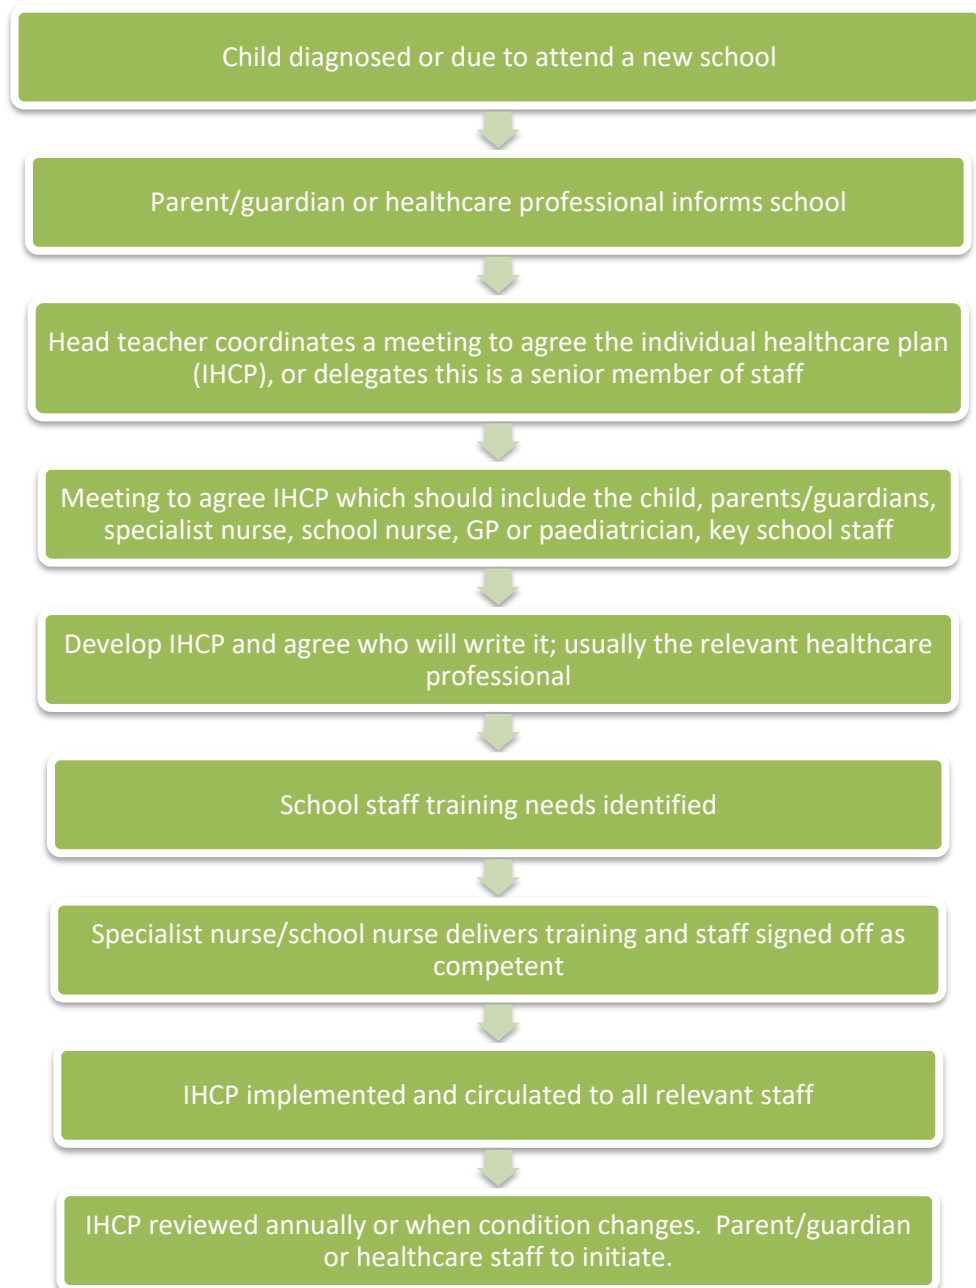 Child diagnosed or due to attend a new school
Parent/guardian or healthcare professional informs school
Head teacher coordinates a meeting to agree the individual healthcare plan
(IHCP), or delegates this is a senior member of staff
Meeting to agree IHCP which should include the child, parents/guardians,
specialist nurse, school nurse, GP or paediatrician, key school staff
Develop IHCP and agree who will write it; usually the relevant healthcare
professional
School staff training needs identified
Specialist nurse/school nurse delivers training and staff signed off as
competent
IHCP implemented and circulated to all relevant staff
IHCP reviewed annually or when condition changes.  Parent/guardian
or healthcare staff to initiate.